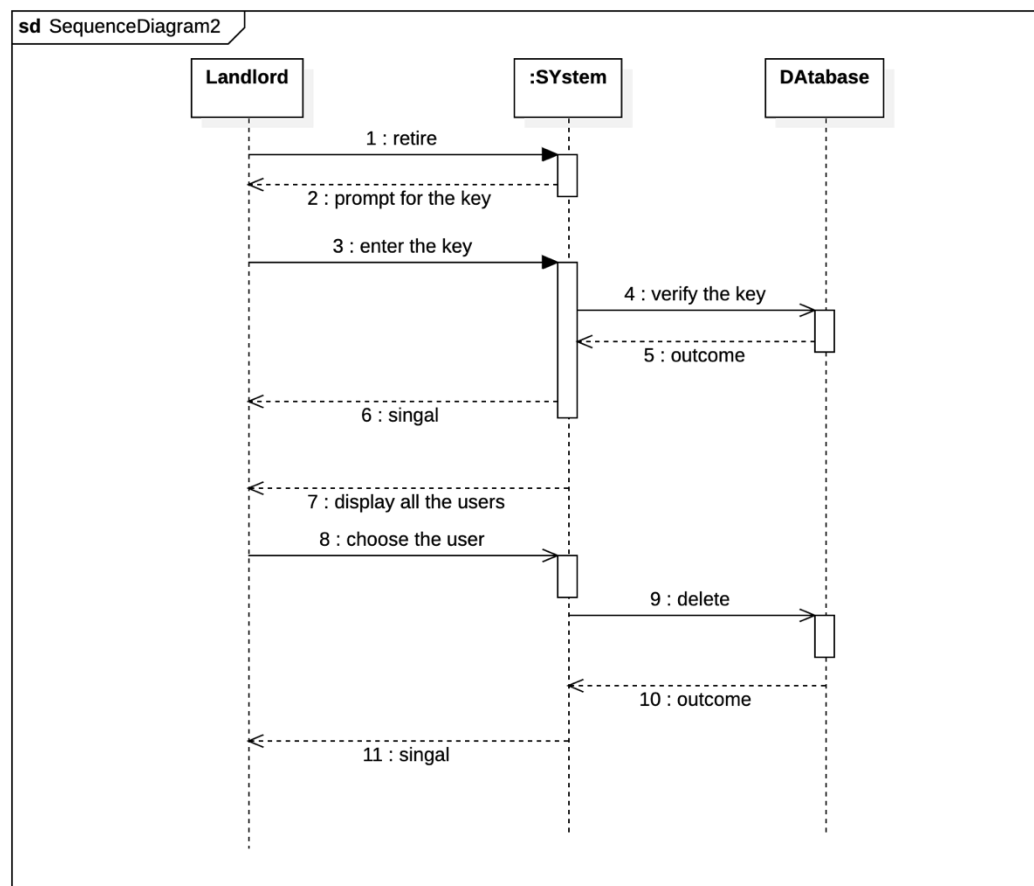 sd SequenceDiagram2
Landlord
:SYstem
DAtabase
1 : retire
2 : prompt for the key
3 : enter the key
4 : verify the key
5 : outcome
6 : singal
7 : display all the users
8 : choose the user
9 : delete
10 : outcome
11 : singal